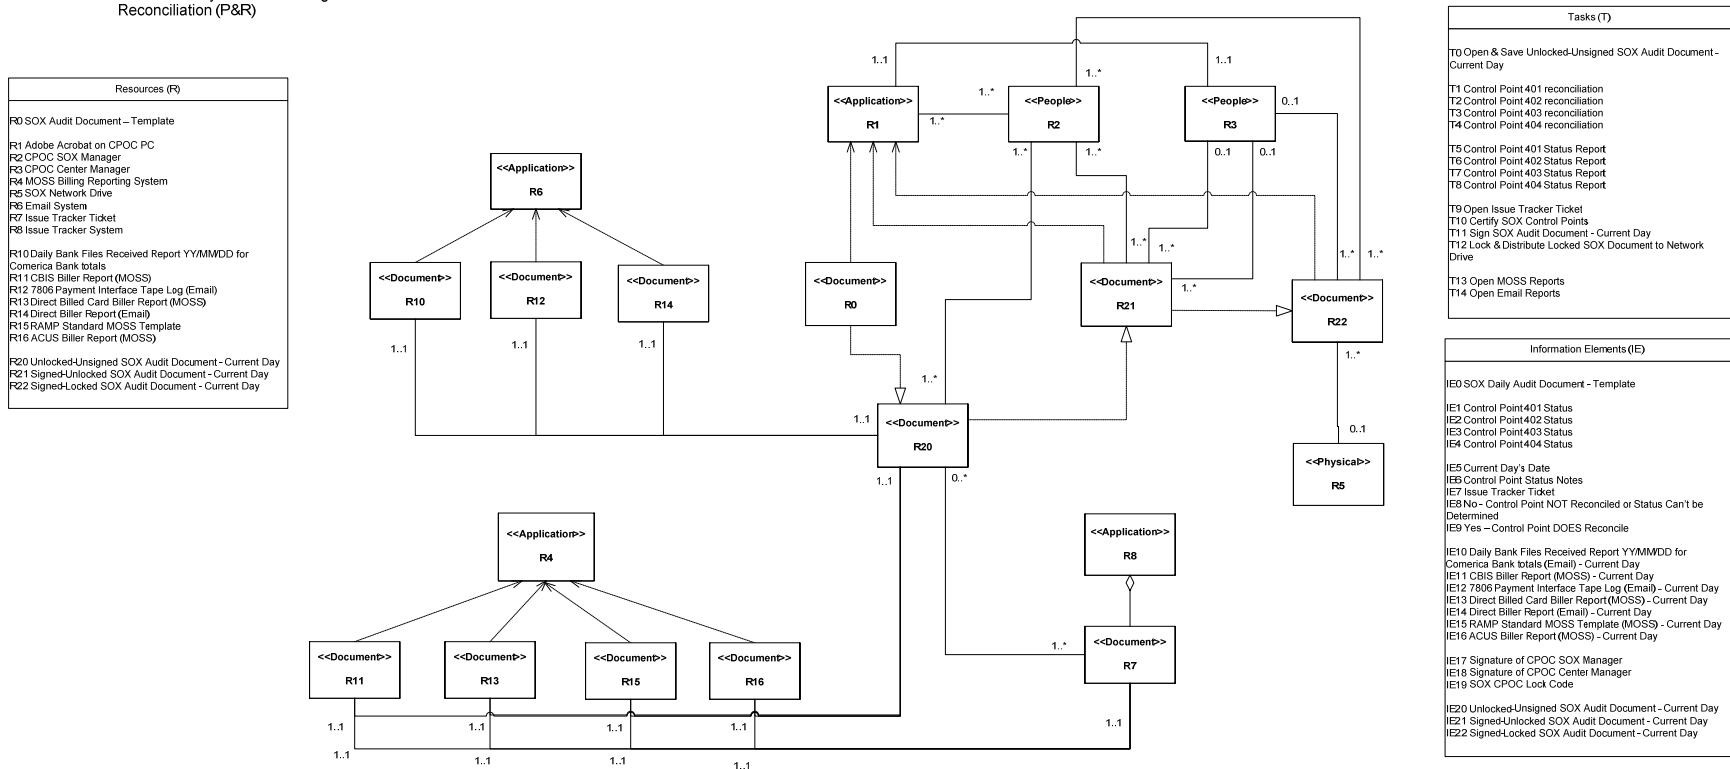 Reconciliation (P&R)
Resources (R)
R0 SOX Audit Document – Template
R1 Adobe Acrobat on CPOC PC
R2 CPOC SOX Manager
R3 CPOC Center Manager
R4 MOSS Billing Reporting System
R5 SOX Network Drive
R6 Email System
R7 Issue Tracker Ticket
R8 Issue Tracker System
R10 Daily Bank Files Received Report YY/MM/DD for
Comerica Bank totals
R11 CBIS Biller Report (MOSS)
R12 7806 Payment Interface Tape Log (Email)
R13 Direct Billed Card Biller Report (MOSS)
R14 Direct Biller Report (Email)
R15 RAMP Standard MOSS Template
R16 ACUS Biller Report (MOSS)
R20 Unlocked-Unsigned SOX Audit Document - Current Day
R21 Signed-Unlocked SOX Audit Document - Current Day
R22 Signed-Locked SOX Audit Document - Current Day
1..1
1..1
1..*
1..*
<<Application>>
R1
1..*
1..*
<<People>>
R2
<<People>>
R3
0..1
1..*
1..*
0..1
0..1
<<Application>>
R6
1..*
1..*
1..*
1..*
1..*
<<Document>>
R10
<<Document>>
R12
<<Document>>
R14
<<Document>>
R0
<<Document>>
R21
<<Document>>
R22
1..1
1..1
1..1
1..*
1..*
1..1
<<Document>>
R20
0..1
1..1
0..*
<<Physical>>
R5
<<Application>>
R4
<<Application>>
R8
<<Document>>
R11
<<Document>>
R13
<<Document>>
R15
<<Document>>
R16
1..*
<<Document>>
R7
1..1
1..1
1..1
1..1
1..1
1..1
1..1
1..1
1..1
Tasks (T)
T0 Open & Save Unlocked-Unsigned SOX Audit Document -
Current Day
T1 Control Point 401 reconciliation
T2 Control Point 402 reconciliation
T3 Control Point 403 reconciliation
T4 Control Point 404 reconciliation
T5 Control Point 401 Status Report
T6 Control Point 402 Status Report
T7 Control Point 403 Status Report
T8 Control Point 404 Status Report
T9 Open Issue Tracker Ticket
T10 Certify SOX Control Points
T11 Sign SOX Audit Document - Current Day
T12 Lock & Distribute Locked SOX Document to Network
Drive
T13 Open MOSS Reports
T14 Open Email Reports
Information Elements (IE)
IE0 SOX Daily Audit Document - Template
IE1 Control Point 401 Status
IE2 Control Point 402 Status
IE3 Control Point 403 Status
IE4 Control Point 404 Status
IE5 Current Day's Date
IE6 Control Point Status Notes
IE7 Issue Tracker Ticket
IE8 No - Control Point NOT Reconciled or Status Can't be
Determined
IE9 Yes – Control Point DOES Reconcile
IE10 Daily Bank Files Received Report YY/MM/DD for
Comerica Bank totals (Email) - Current Day
IE11 CBIS Biller Report (MOSS) - Current Day
IE12 7806 Payment Interface Tape Log (Email) - Current Day
IE13 Direct Billed Card Biller Report (MOSS) - Current Day
IE14 Direct Biller Report (Email) - Current Day
IE15 RAMP Standard MOSS Template (MOSS) - Current Day
IE16 ACUS Biller Report (MOSS) - Current Day
IE17 Signature of CPOC SOX Manager
IE18 Signature of CPOC Center Manager
IE19 SOX CPOC Lock Code
IE20 Unlocked-Unsigned SOX Audit Document - Current Day
IE21 Signed-Unlocked SOX Audit Document - Current Day
IE22 Signed-Locked SOX Audit Document - Current Day